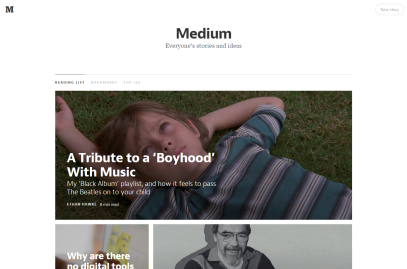 M
New story
Medium
Everyone's stories and ideas
READING LIST BOOKMARKS TOP 100
A Tribute to a 'Boyhood'
With Music
My 'Black Album' playlist, and how it feels to pass
The Beatles on to your child
ETHAN HAWKE 8 min read
Why are there
no digital tools